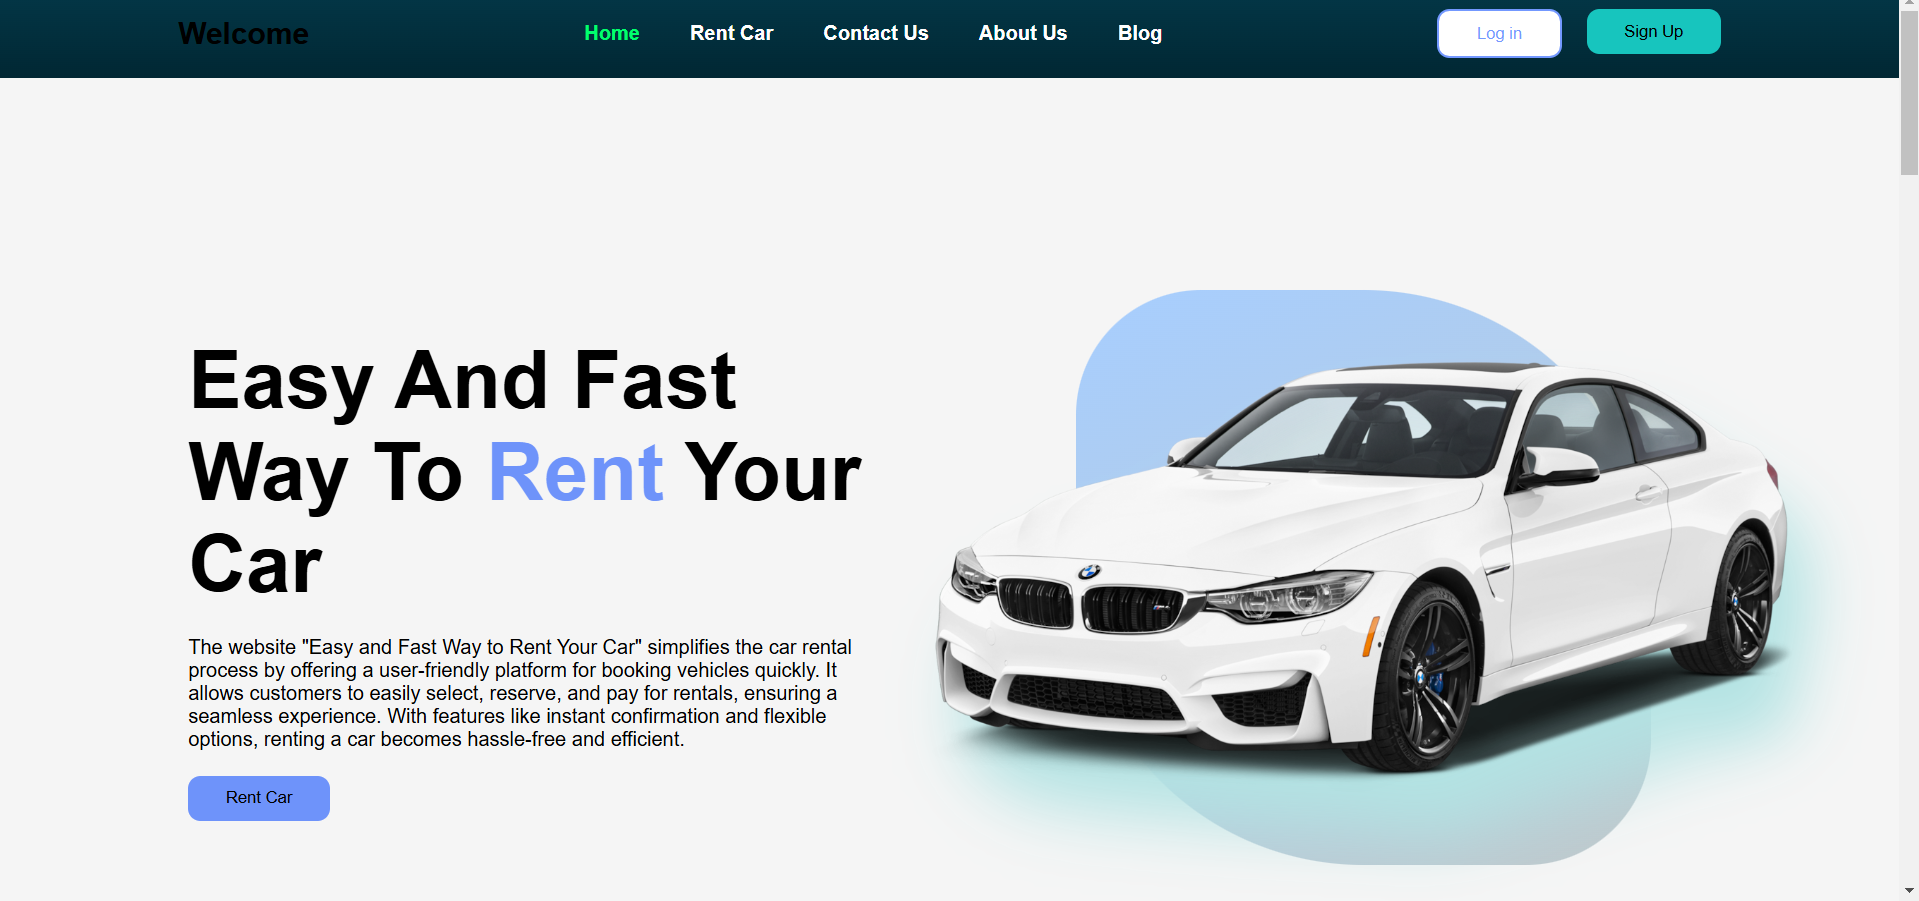 Welcome
Home
Rent Car
Contact Us
About Us
Blog
Log in
Sign Up
Easy And Fast
Way To Rent Your
Car
The website "Easy and Fast Way to Rent Your Car" simplifies the car rental
process by offering a user-friendly platform for booking vehicles quickly. It
allows customers to easily select, reserve, and pay for rentals, ensuring a
seamless experience. With features like instant confirmation and flexible
options, renting a car becomes hassle-free and efficient.
Rent Car